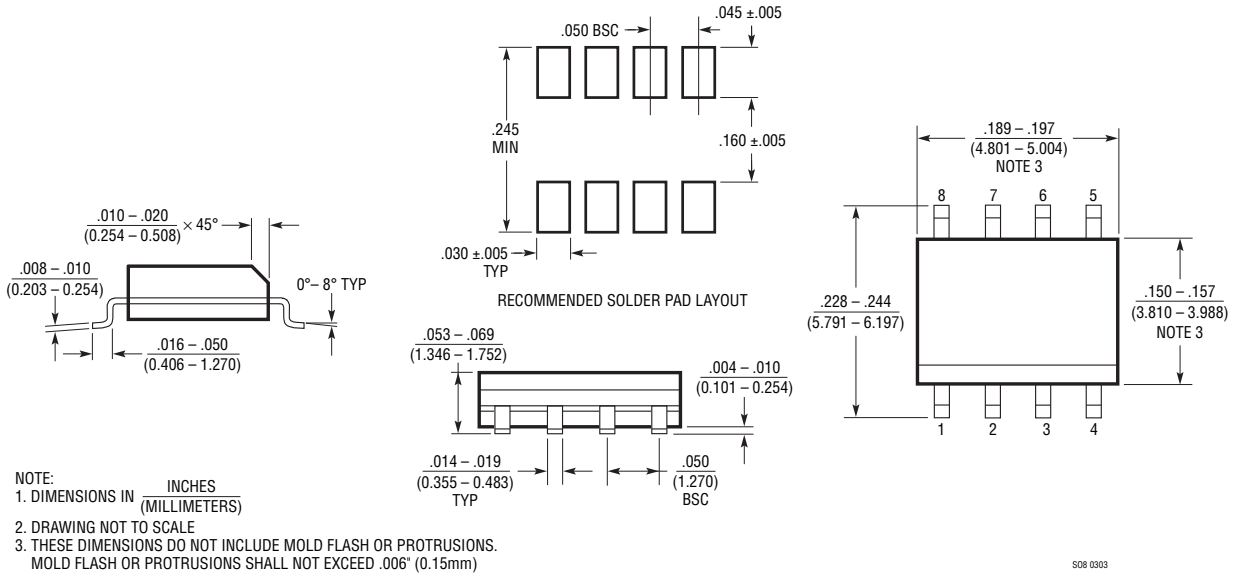 .050 BSC
.045 ±.005
.245
MIN
.160 ±.005
.030 ±.005
TYP
RECOMMENDED SOLDER PAD LAYOUT
.010 – .020
(0.254 – 0.508)
× 45°
.008 – .010
(0.203 – 0.254)
0°– 8° TYP
.016 – .050
(0.406 – 1.270)
.053 – .069
(1.346 – 1.752)
.004 – .010
(0.101 – 0.254)
.014 – .019
(0.355 – 0.483)
TYP
.050
(1.270)
BSC
.189 – .197
(4.801 – 5.004)
NOTE 3
8 7 6 5
.228 – .244
(5.791 – 6.197)
.150 – .157
(3.810 – 3.988)
NOTE 3
1 2 3 4
NOTE:
1. DIMENSIONS IN INCHES
(MILLIMETERS)
2. DRAWING NOT TO SCALE
3. THESE DIMENSIONS DO NOT INCLUDE MOLD FLASH OR PROTRUSIONS.
MOLD FLASH OR PROTRUSIONS SHALL NOT EXCEED .006" (0.15mm)
SO8 0303